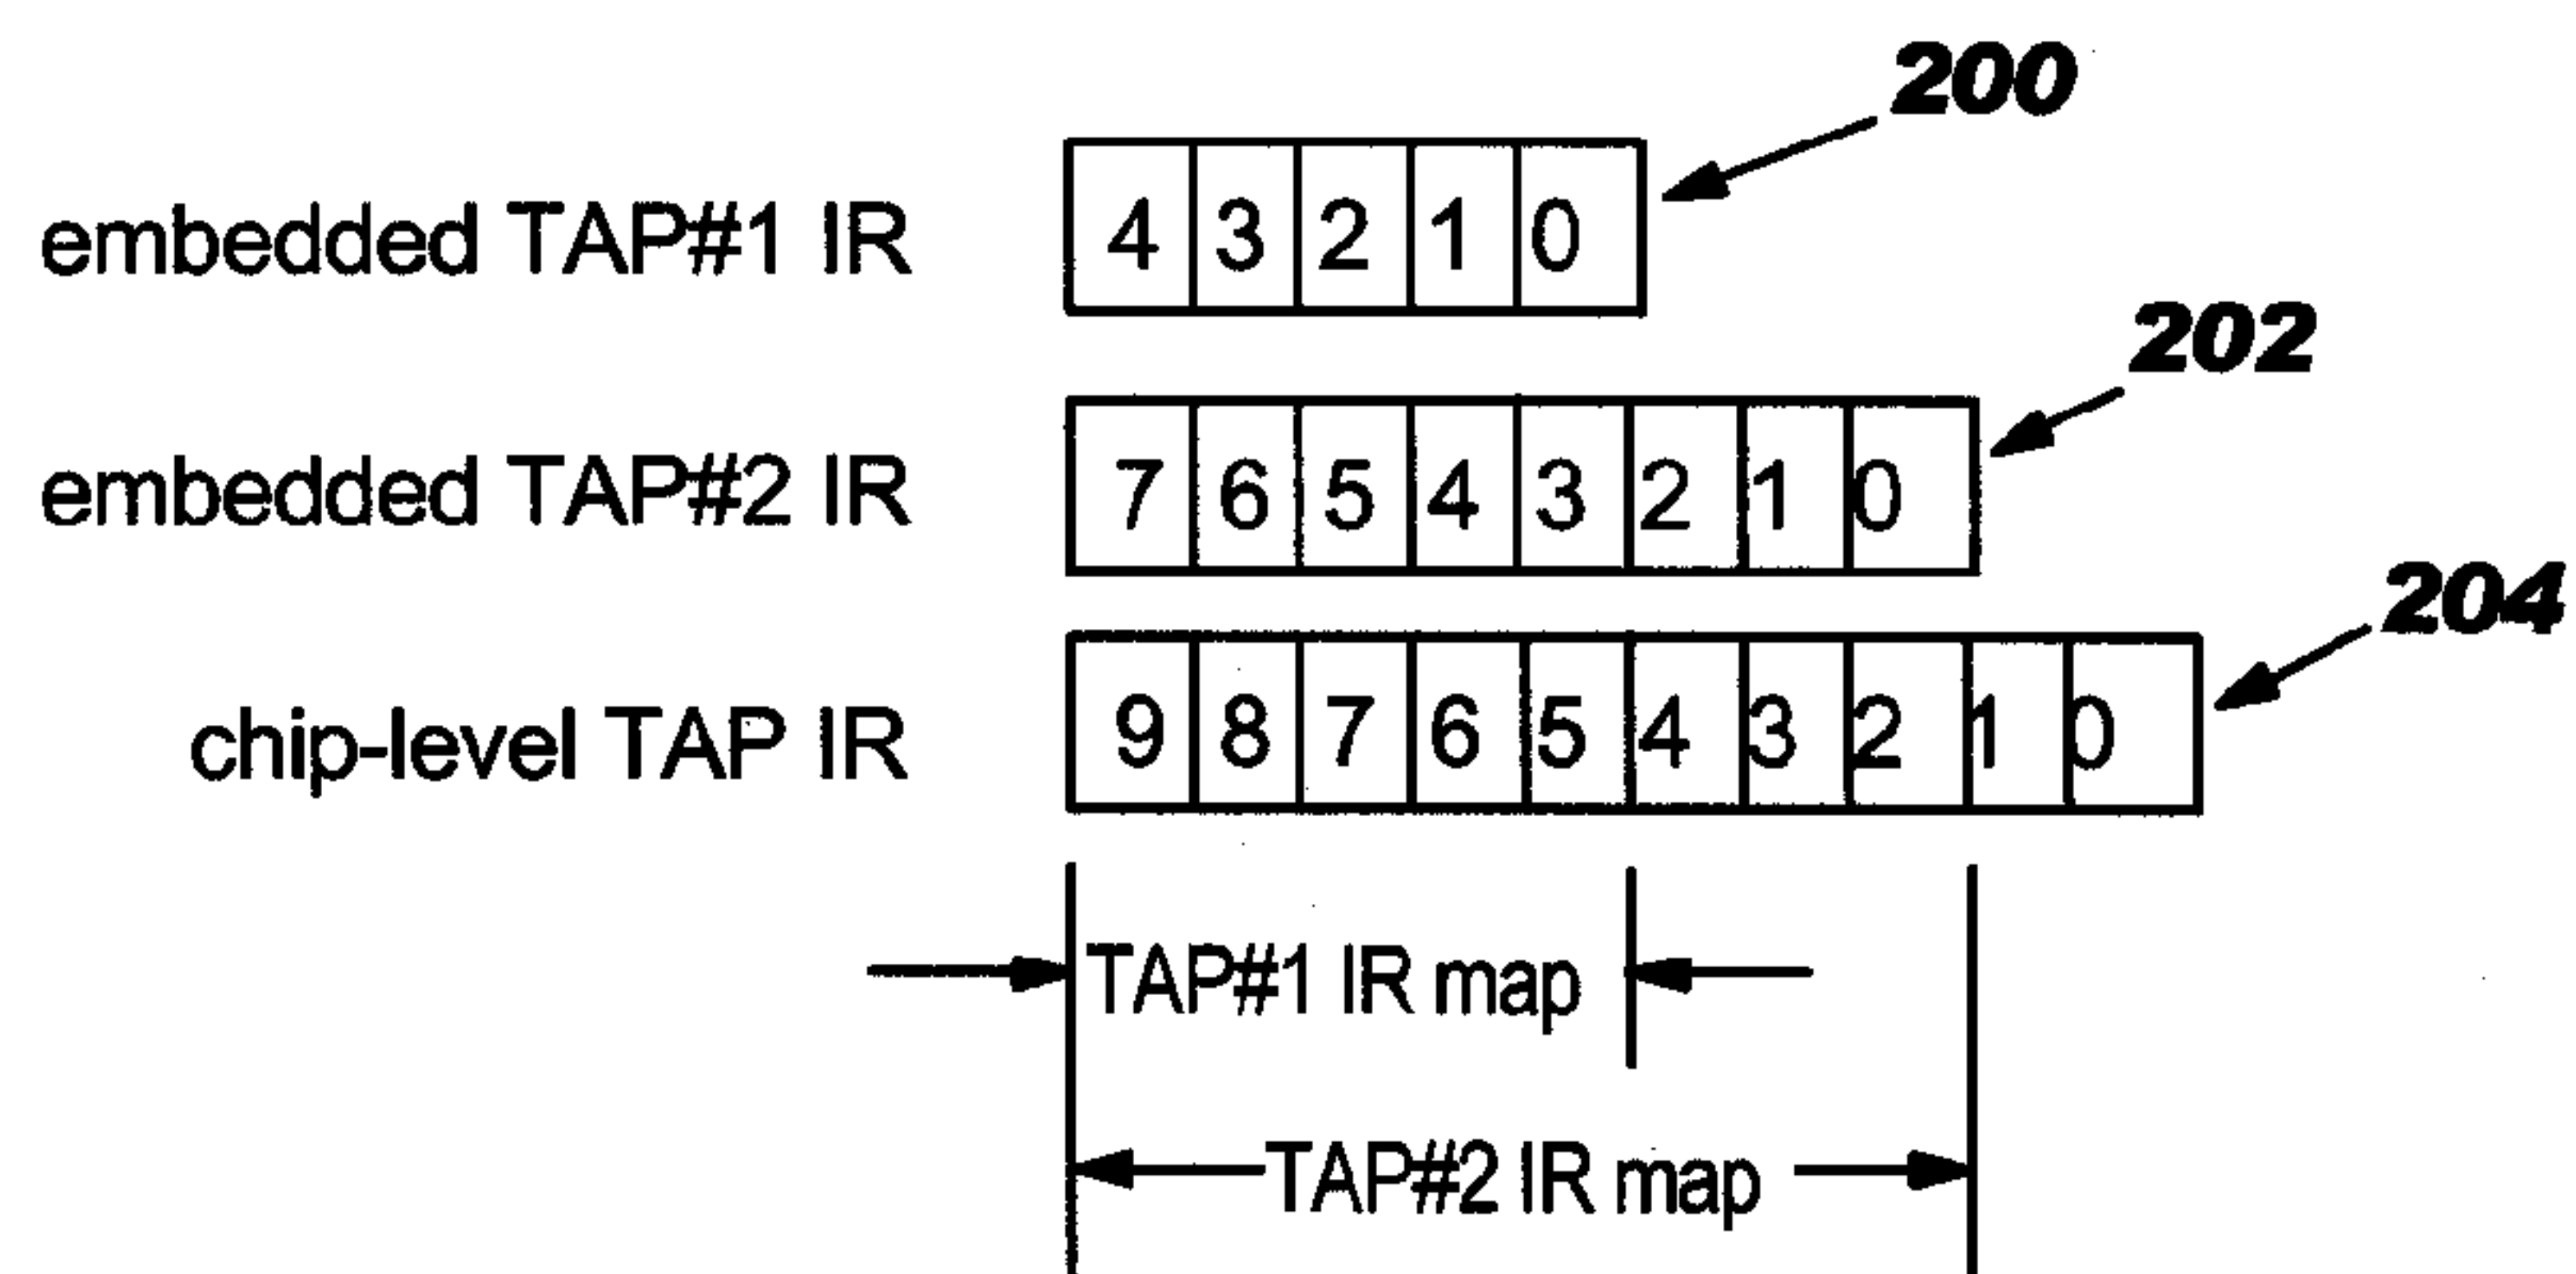 200
embedded TAP#1 IR 4 3 2 1 0
202
embedded TAP#2 IR 7 6 5 4 3 2 1 0
204
chip-level TAP IR 9 8 7 6 5 4 3 2 1 0
TAP#1 IR map
TAP#2 IR map